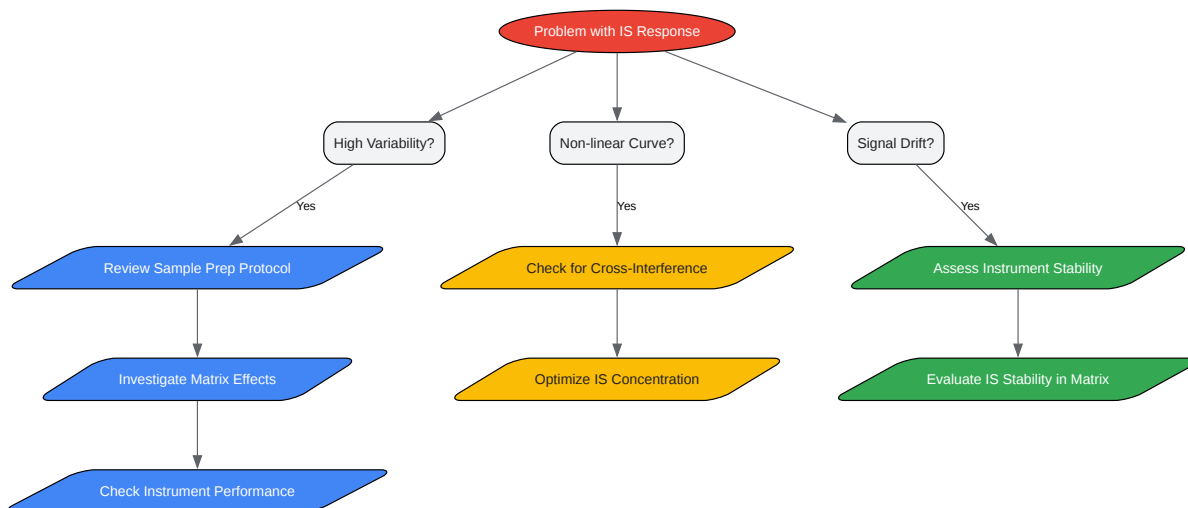 Problem with IS Response
High Variability?
Non-linear Curve?
Signal Drift?
Yes
Yes
Yes
Review Sample Prep Protocol
Check for Cross-Interference
Assess Instrument Stability
Investigate Matrix Effects
Optimize IS Concentration
Evaluate IS Stability in Matrix
Check Instrument Performance